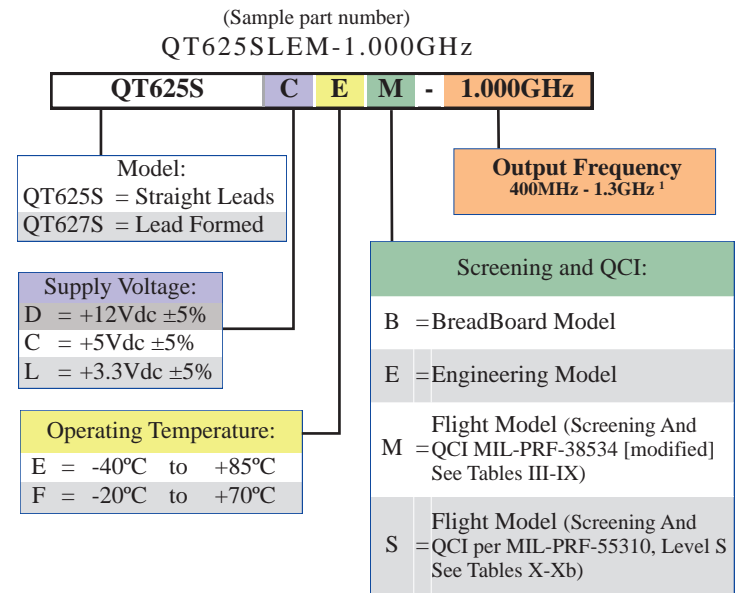 (Sample part number)
QT625SLEM-1.000GHz
QT625S C E M - 1.000GHz
Model:
QT625S = Straight Leads
QT627S = Lead Formed
Output Frequency
400MHz - 1.3GHz ¹
Supply Voltage:
D = +12Vdc ±5%
C = +5Vdc ±5%
L = +3.3Vdc ±5%
Operating Temperature:
E = -40ºC to +85ºC
F = -20ºC to +70ºC
Screening and QCI:
B =BreadBoard Model
E =Engineering Model
Flight Model (Screening And
M =QCI MIL-PRF-38534 [modified]
See Tables III-IX)
Flight Model (Screening And
S =QCI per MIL-PRF-55310, Level S
See Tables X-Xb)